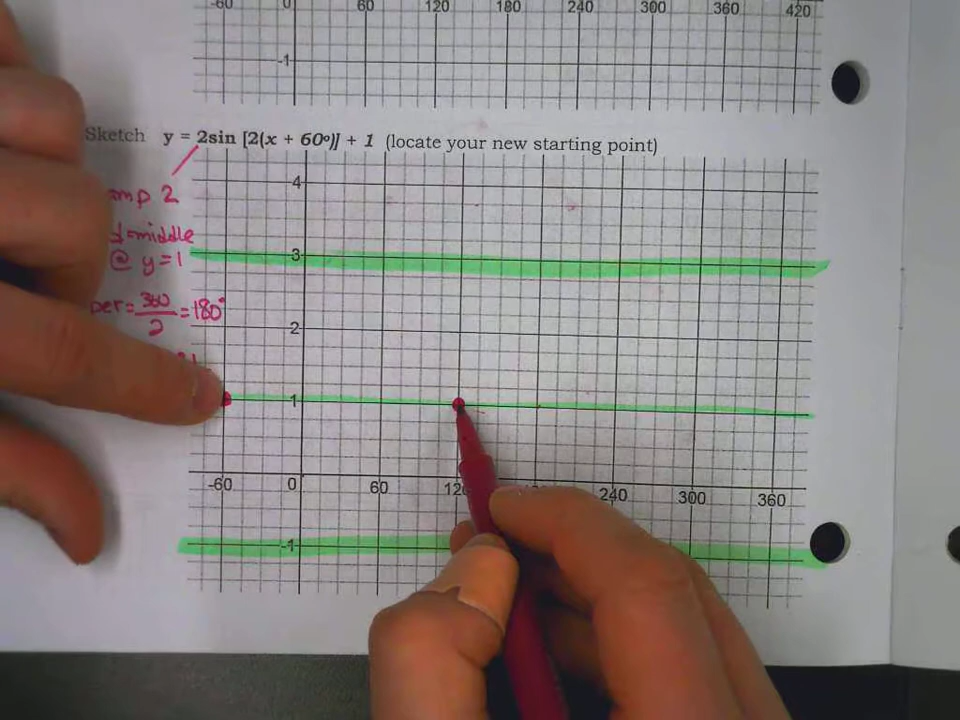 -60 0 60 120 180 240 300 360 420
-1
Sketch y = 2sin [2(x + 60°)] + 1 (locate your new starting point)
4
amp 2
d=middle
@ y=1
3
per=360/2=180°
2
1
-60 0 60 240 300 360
-1